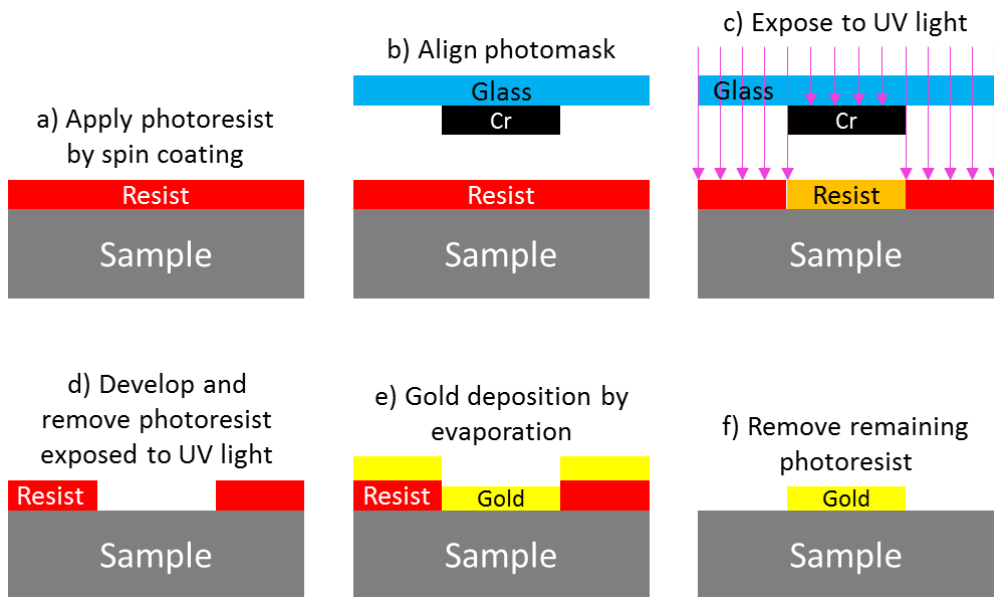 a) Apply photoresist
by spin coating
Resist
Sample
b) Align photomask
Glass
Cr
Resist
Sample
c) Expose to UV light
Glass
Cr
Resist
Sample
d) Develop and
remove photoresist
exposed to UV light
Resist
Sample
e) Gold deposition by
evaporation
Resist
Gold
Sample
f) Remove remaining
photoresist
Gold
Sample